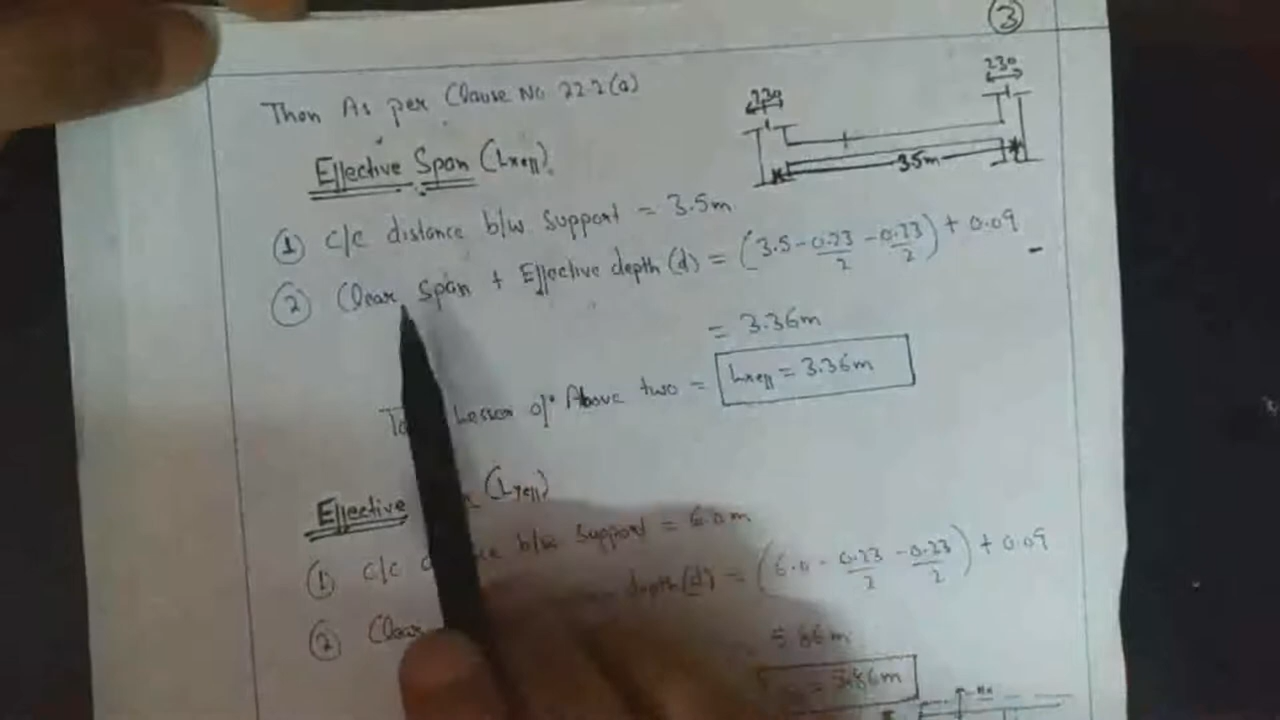 3
Then As per Clause No 22.2(a)
230
230
3.5m
Effective Span (Lxeff).
① C/C distance b/w support = 3.5m
② Clear Span + Effective depth (d) = (3.5 - 0.23/2 - 0.23/2) + 0.09
= 3.36m
Lesser of Above two = Lxeff = 3.36m
Effective (Lyeff)
① C/C b/w support = 6.0m
② Clear depth(d) = (6.0 - 0.23/2 - 0.23/2) + 0.09
5.86m